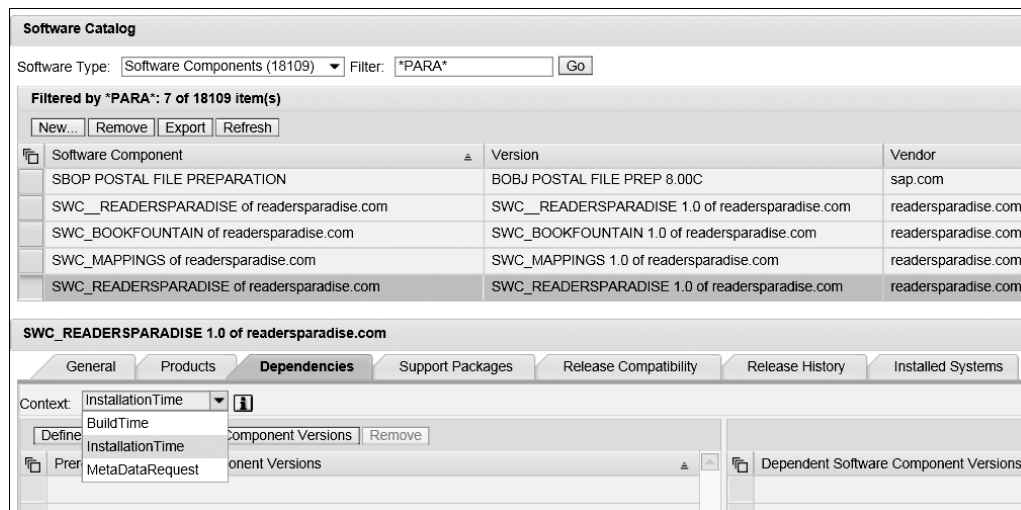 Software Catalog
Software Type: Software Components (18109) Filter: *PARA* Go
Filtered by *PARA*: 7 of 18109 item(s)
New... Remove Export Refresh
Software Component Version Vendor
SBOP POSTAL FILE PREPARATION BOBJ POSTAL FILE PREP 8.00C sap.com
SWC__READERSPARADISE of readersparadise.com SWC__READERSPARADISE 1.0 of readersparadise.com readersparadise.com
SWC_BOOKFOUNTAIN of readersparadise.com SWC_BOOKFOUNTAIN 1.0 of readersparadise.com readersparadise.com
SWC_MAPPINGS of readersparadise.com SWC_MAPPINGS 1.0 of readersparadise.com readersparadise.com
SWC_READERSPARADISE of readersparadise.com SWC_READERSPARADISE 1.0 of readersparadise.com readersparadise.com
SWC_READERSPARADISE 1.0 of readersparadise.com
General Products Dependencies Support Packages Release Compatibility Release History Installed Systems
Context: InstallationTime
BuildTime
Define Component Versions Remove
InstallationTime
onent Versions Dependent Software Component Versions
MetaDataRequest